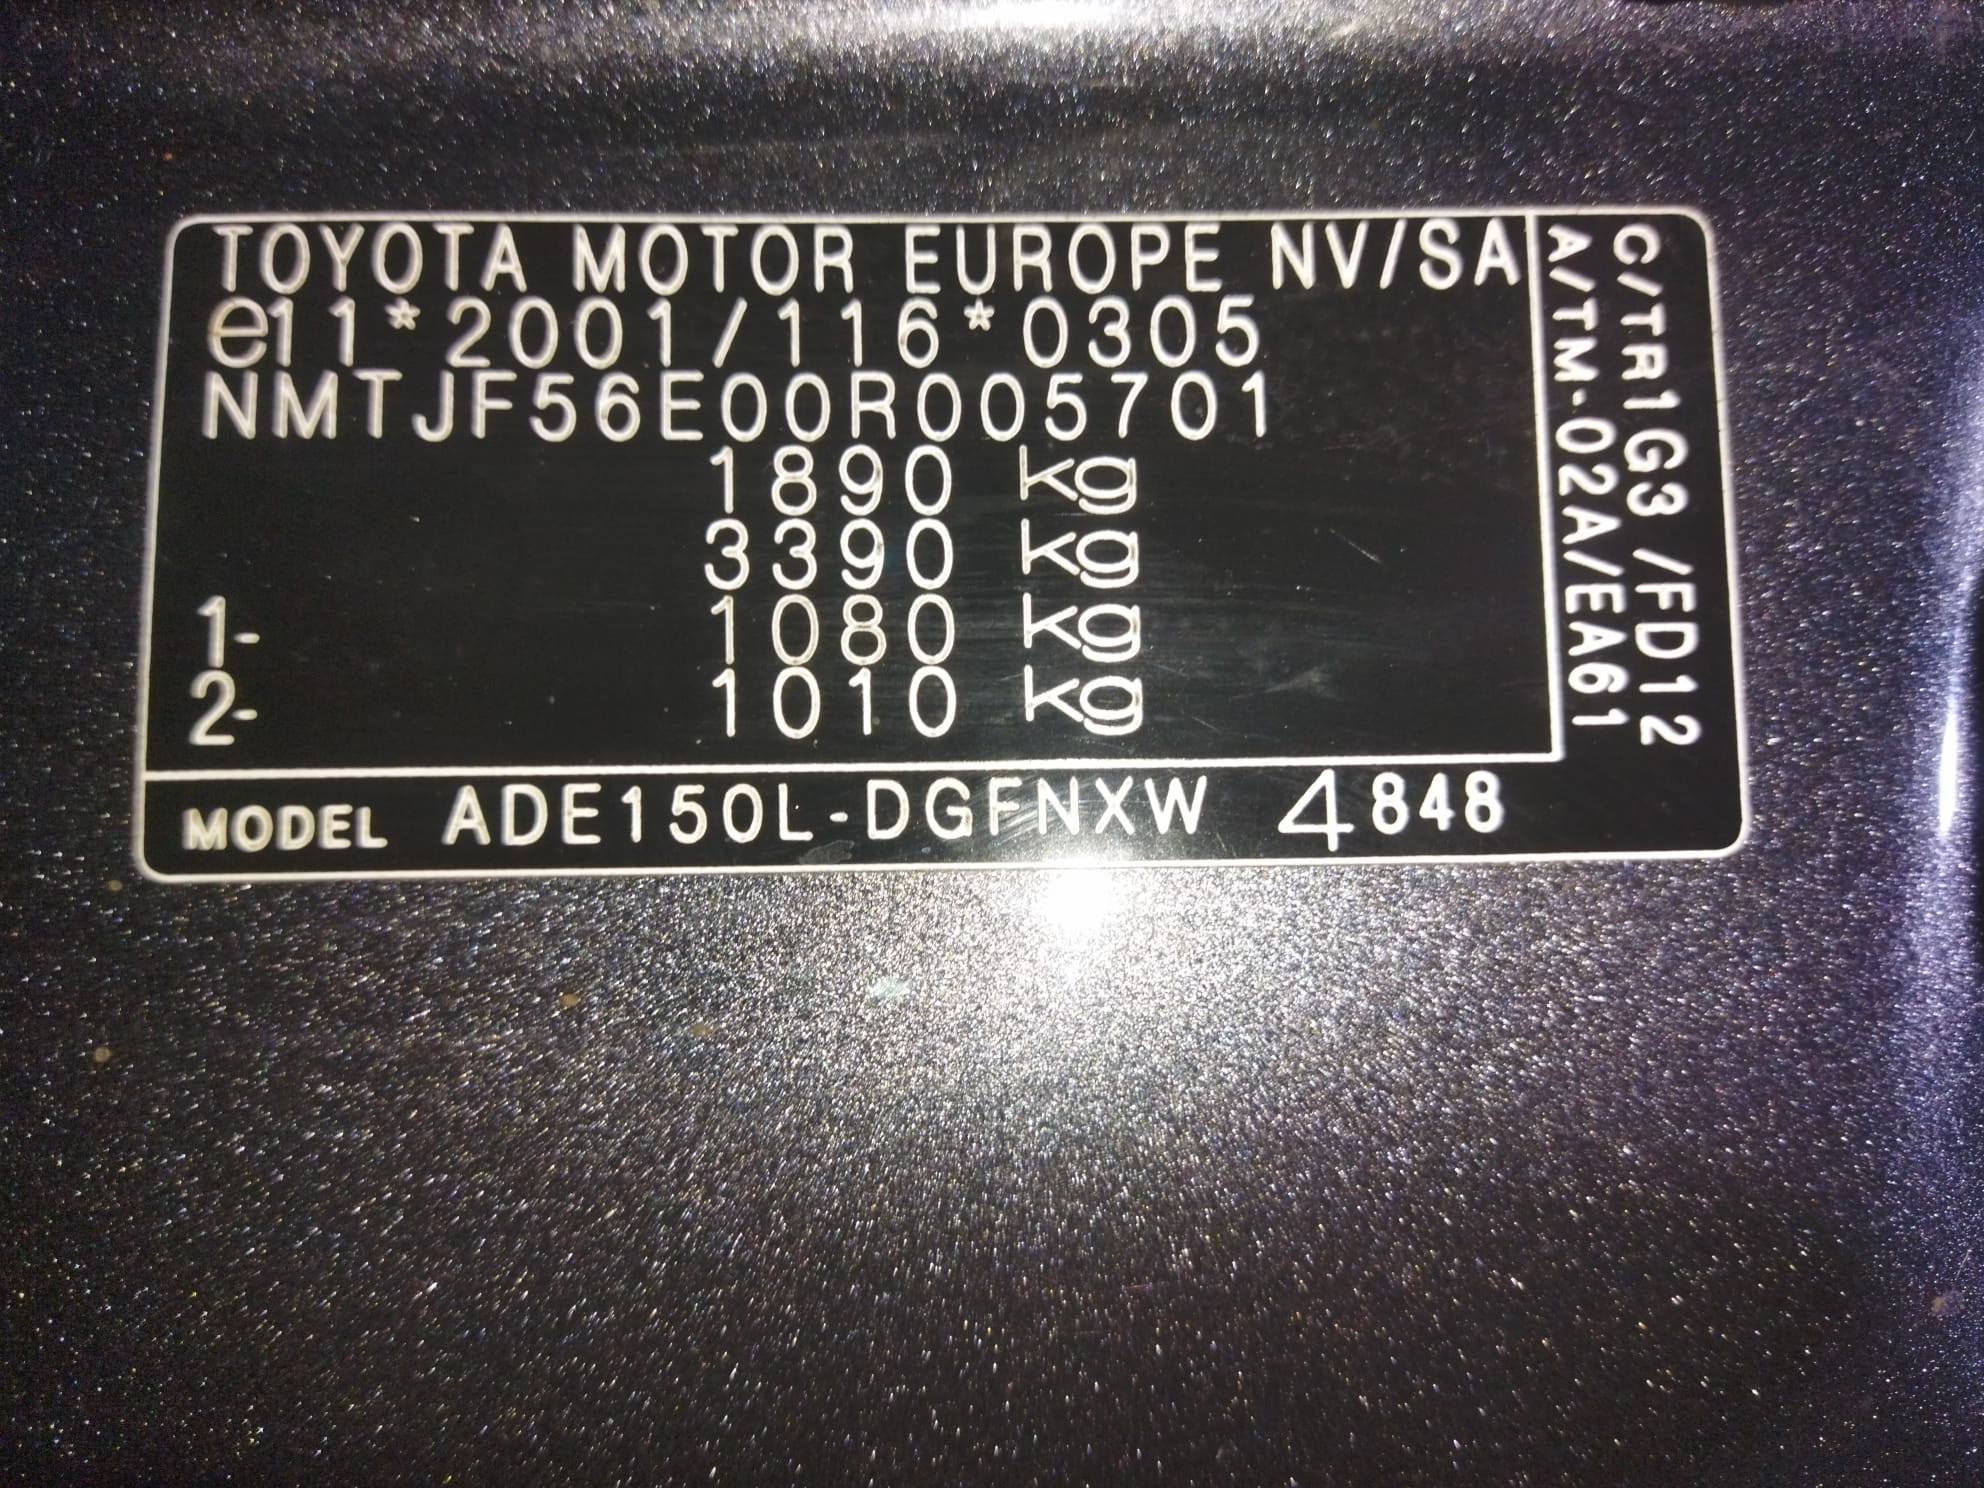 TOYOTA MOTOR EUROPE NV/SA
e11*2001/116*0305
NMTJF56E00R005701
1890 kg
3390 kg
1- 1080 kg
2- 1010 kg
C/TR1G3 /FD12
A/TM-02A/EA61
MODEL ADE150L-DGFNXW 4848